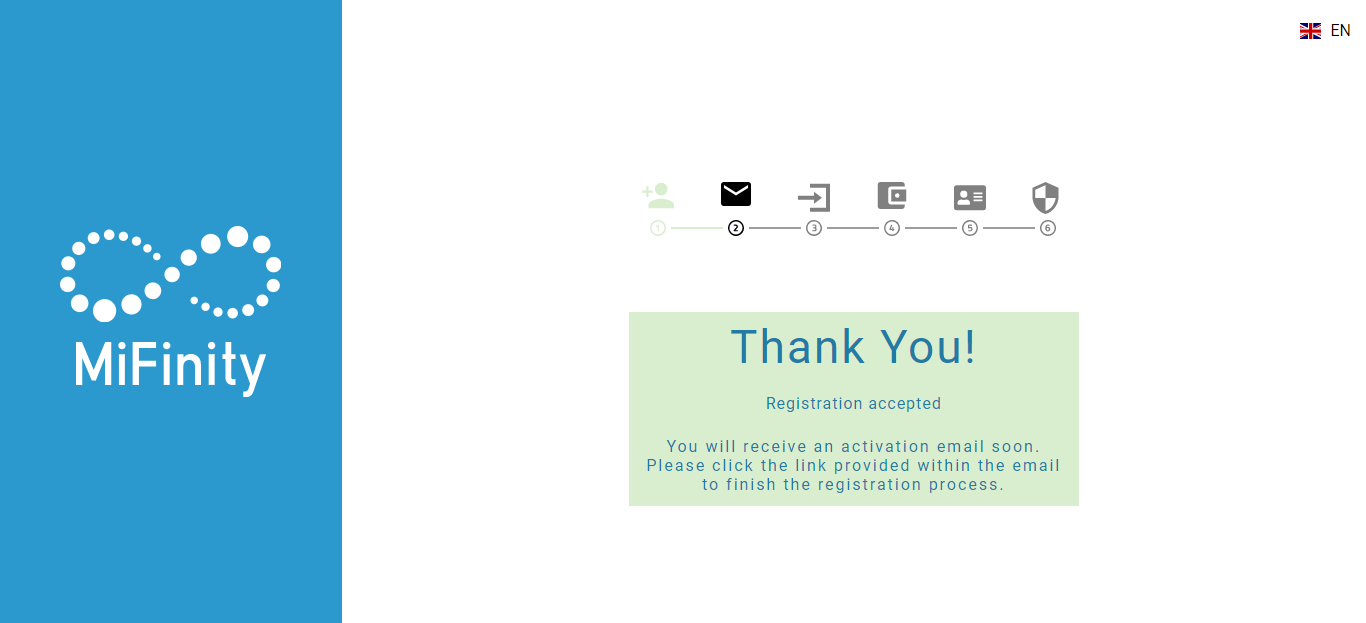 EN
1 2 3 4 5 6
MiFinity
Thank You!
Registration accepted
You will receive an activation email soon.
Please click the link provided within the email
to finish the registration process.